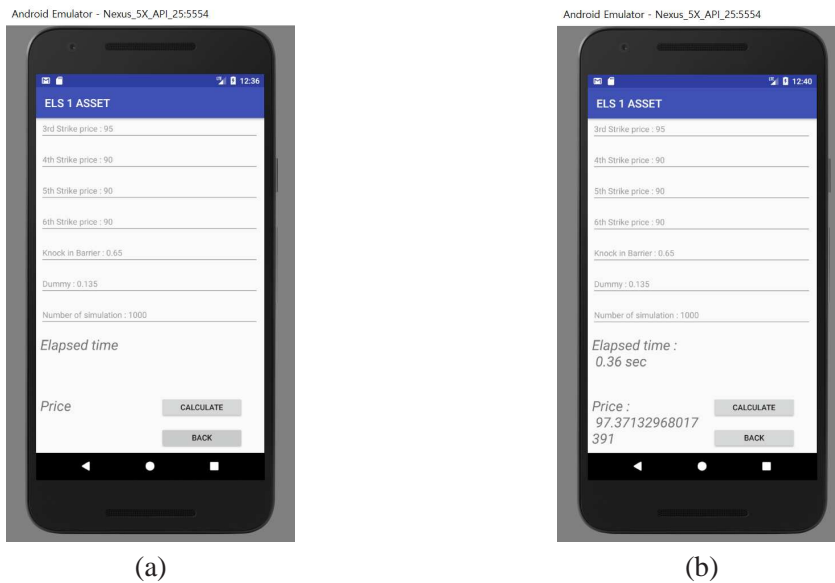 Android Emulator - Nexus_5X_API_25:5554
12:36
ELS 1 ASSET
3rd Strike price : 95
4th Strike price : 90
5th Strike price : 90
6th Strike price : 90
Knock in Barrier : 0.65
Dummy : 0.135
Number of simulation : 1000
Elapsed time
Price
CALCULATE
BACK
(a)
Android Emulator - Nexus_5X_API_25:5554
12:40
ELS 1 ASSET
3rd Strike price : 95
4th Strike price : 90
5th Strike price : 90
6th Strike price : 90
Knock in Barrier : 0.65
Dummy : 0.135
Number of simulation : 1000
Elapsed time :
0.36 sec
Price :
97.37132968017
391
CALCULATE
BACK
(b)